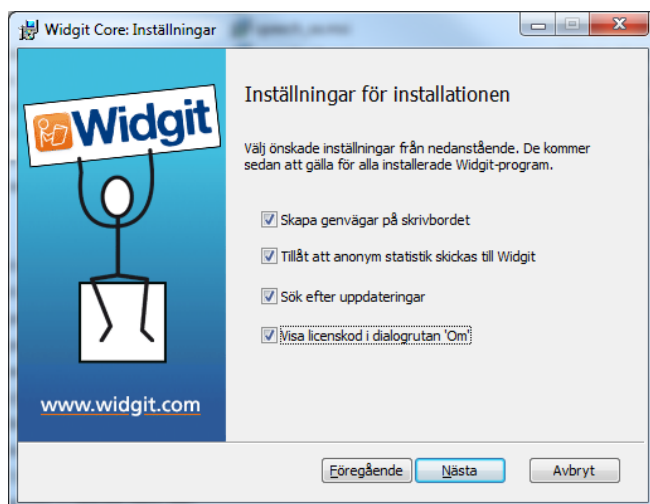 Widgit Core: Inställningar
Widgit
Inställningar för installationen
Välj önskade inställningar från nedanstående. De kommer
sedan att gälla för alla installerade Widgit-program.
Skapa genvägar på skrivbordet
Tillåt att anonym statistik skickas till Widgit
Sök efter uppdateringar
Visa licenskod i dialogrutan 'Om'
www.widgit.com
Föregående
Nästa
Avbryt